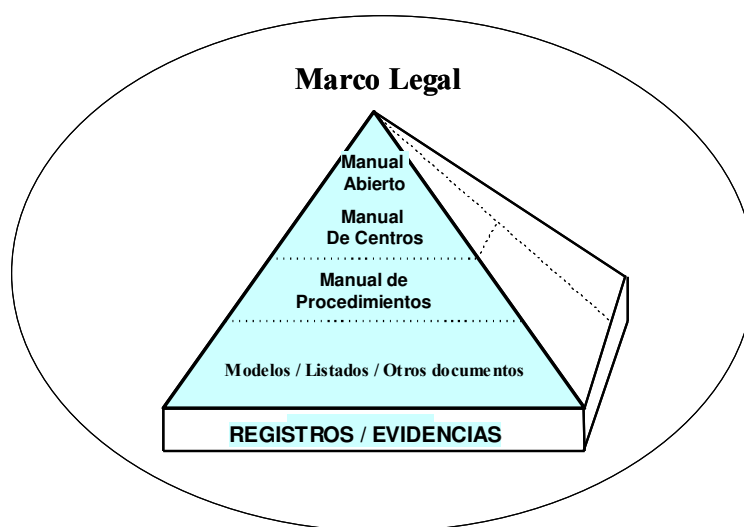 Marco Legal
Manual
Abierto
Manual
De Centros
Manual de
Procedimientos
Modelos / Listados / Otros documentos
REGISTROS / EVIDENCIAS